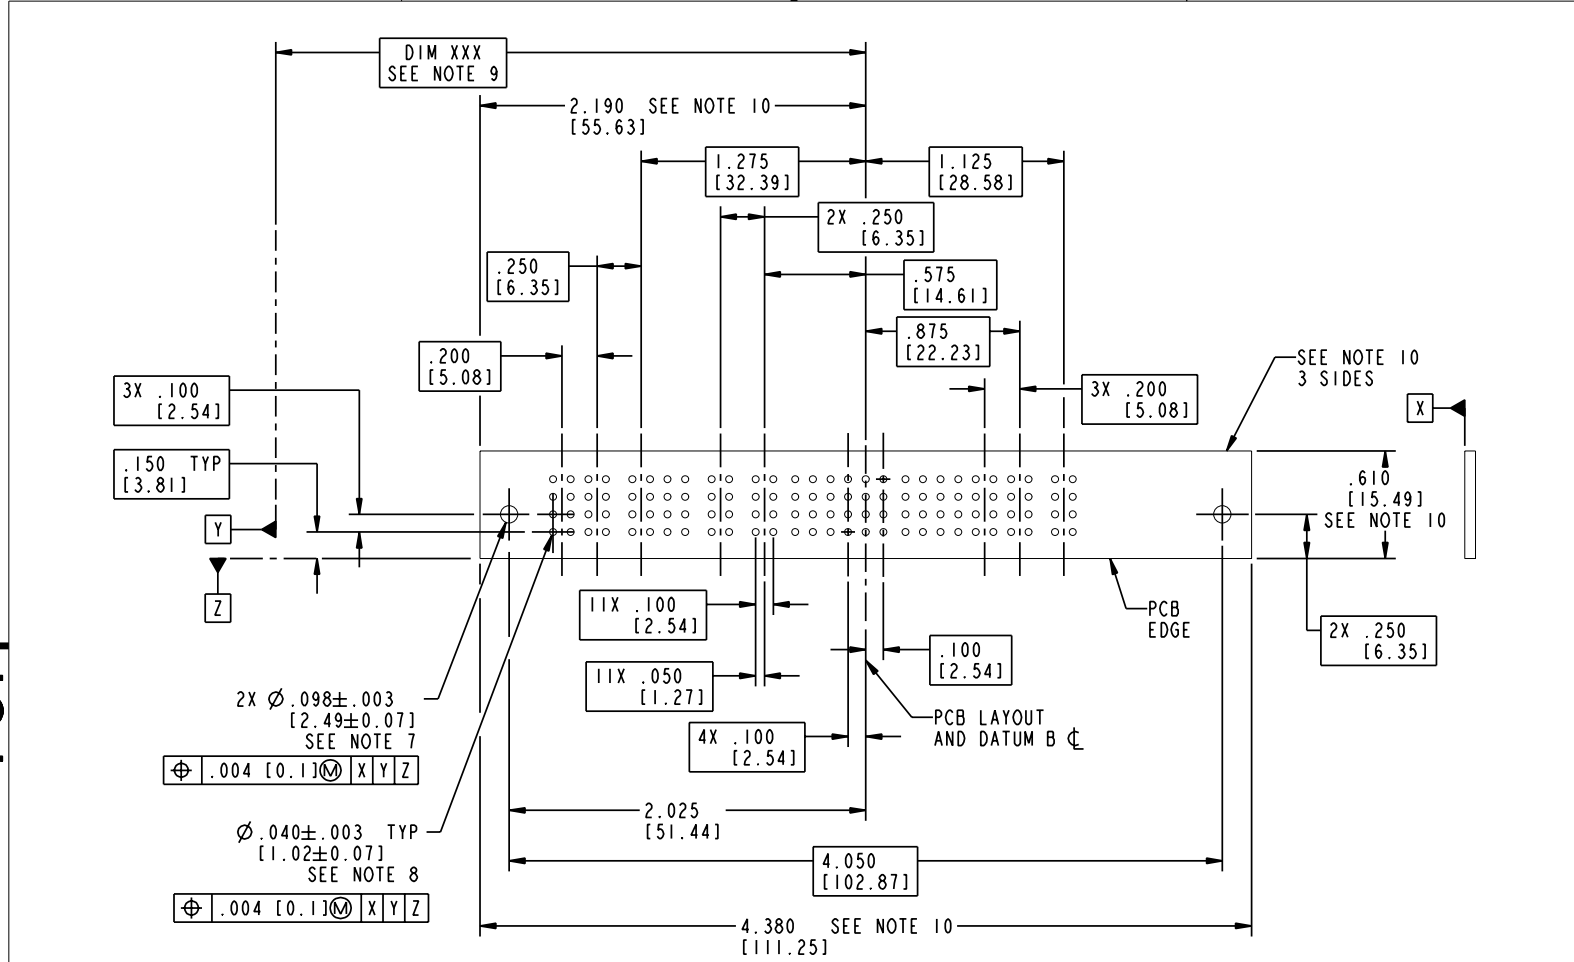 DIM XXX
SEE NOTE 9
2.190 SEE NOTE 10
[55.63]
1.275
[32.39]
1.125
[28.58]
2X .250
[6.35]
.250
[6.35]
.575
[14.61]
.875
[22.23]
.200
[5.08]
SEE NOTE 10
3 SIDES
3X .100
[2.54]
3X .200
[5.08]
X
.150 TYP
[3.81]
.610
[15.49]
SEE NOTE 10
Y
Z
11X .100
[2.54]
PCB
EDGE
2X .250
[6.35]
.100
[2.54]
11X .050
[1.27]
2X Ø.098±.003
[2.49±0.07]
SEE NOTE 7
⌖ .004 [0.1]Ⓜ X Y Z
PCB LAYOUT
AND DATUM B ℄
4X .100
[2.54]
2.025
[51.44]
Ø.040±.003 TYP
[1.02±0.07]
SEE NOTE 8
⌖ .004 [0.1]Ⓜ X Y Z
4.050
[102.87]
4.380 SEE NOTE 10
[111.25]